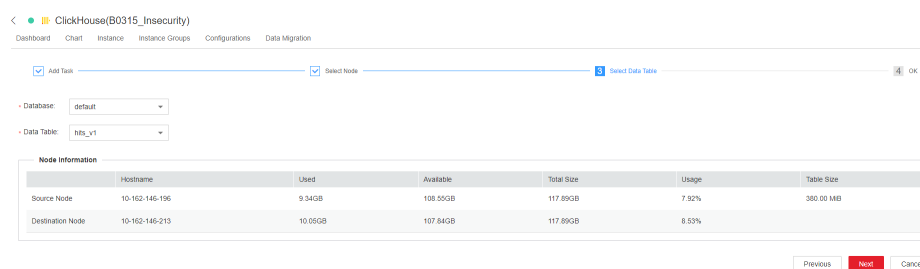 ClickHouse(B0315_Insecurity)
Dashboard Chart Instance Instance Groups Configurations Data Migration
Add Task Select Node 3 Select Data Table 4 OK
* Database: default
* Data Table: hits_v1
Node Information
Hostname Used Available Total Size Usage Table Size
Source Node 10-162-146-196 9.34GB 108.55GB 117.89GB 7.92% 380.00 MiB
Destination Node 10-162-146-213 10.05GB 107.84GB 117.89GB 8.53%
Previous Next Cance